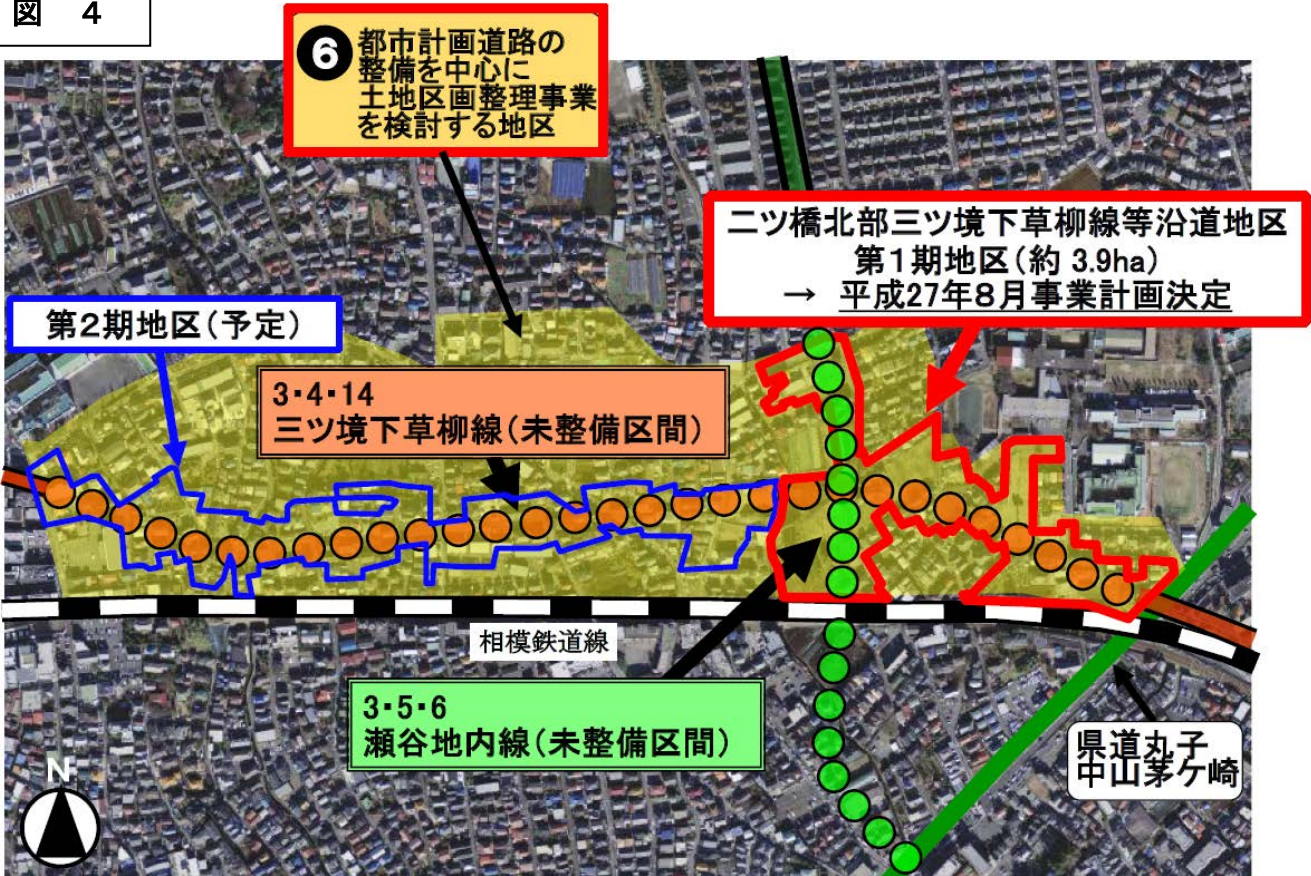 図 4
❻ 都市計画道路の
整備を中心に
土地区画整理事業
を検討する地区
二ツ橋北部三ツ境下草柳線等沿道地区
第1期地区(約 3.9ha)
→ 平成27年8月事業計画決定
第2期地区(予定)
3・4・14
三ツ境下草柳線(未整備区間)
相模鉄道線
3・5・6
瀬谷地内線(未整備区間)
県道丸子
中山茅ケ崎
N